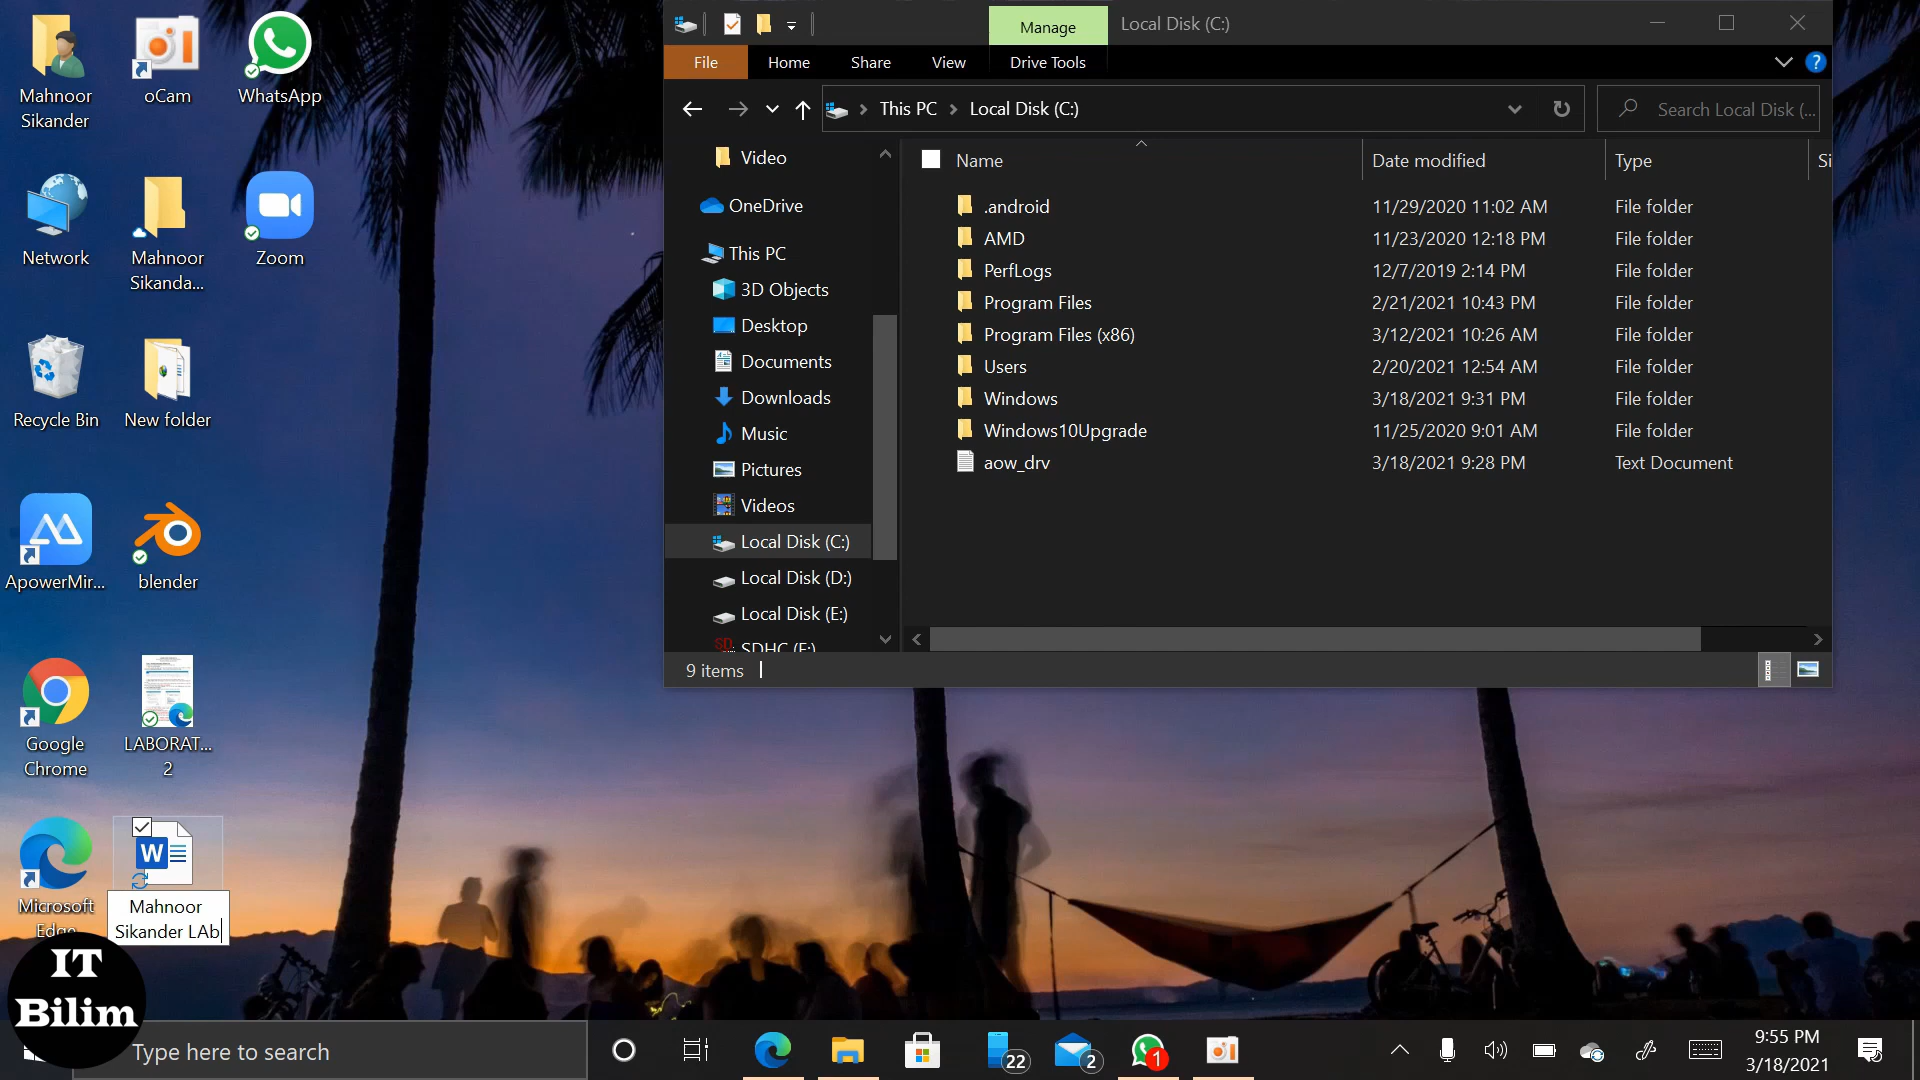 Mahnoor
Sikander
oCam
WhatsApp
Network
Mahnoor
Sikanda...
Zoom
Recycle Bin
New folder
ApowerMir...
blender
Google
Chrome
LABORAT...
2
Microsoft
Edge
W
Mahnoor
Sikander LAb
IT
Bilim
Manage
Local Disk (C:)
File
Home
Share
View
Drive Tools
?
This PC
Local Disk (C:)
Search Local Disk (...
Video
OneDrive
This PC
3D Objects
Desktop
Documents
Downloads
Music
Pictures
Videos
Local Disk (C:)
Local Disk (D:)
Local Disk (E:)
SDHC (F:)
Name Date modified Type Si
.android 11/29/2020 11:02 AM File folder
AMD 11/23/2020 12:18 PM File folder
PerfLogs 12/7/2019 2:14 PM File folder
Program Files 2/21/2021 10:43 PM File folder
Program Files (x86) 3/12/2021 10:26 AM File folder
Users 2/20/2021 12:54 AM File folder
Windows 3/18/2021 9:31 PM File folder
Windows10Upgrade 11/25/2020 9:01 AM File folder
aow_drv 3/18/2021 9:28 PM Text Document
9 items
Type here to search
22
2
1
9:55 PM
3/18/2021